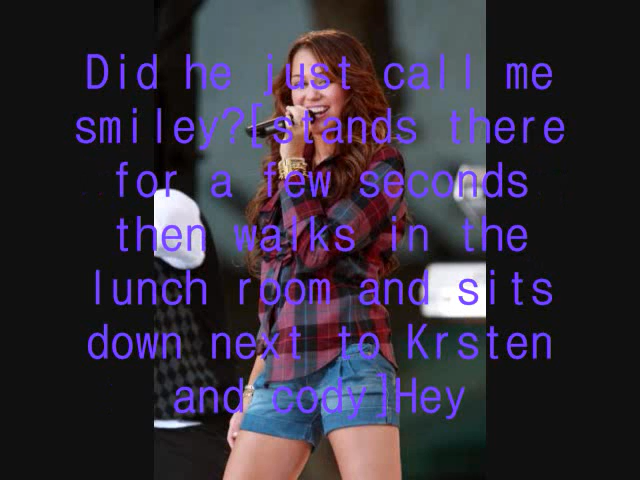 Did he just call me
smiley?[stands there
for a few seconds
then walks in the
lunch room and sits
down next to Krsten
and cody]Hey